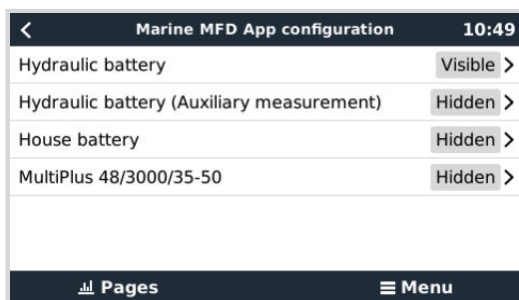 Marine MFD App configuration 10:49
Hydraulic battery Visible
Hydraulic battery (Auxiliary measurement) Hidden
House battery Hidden
MultiPlus 48/3000/35-50 Hidden
Pages Menu